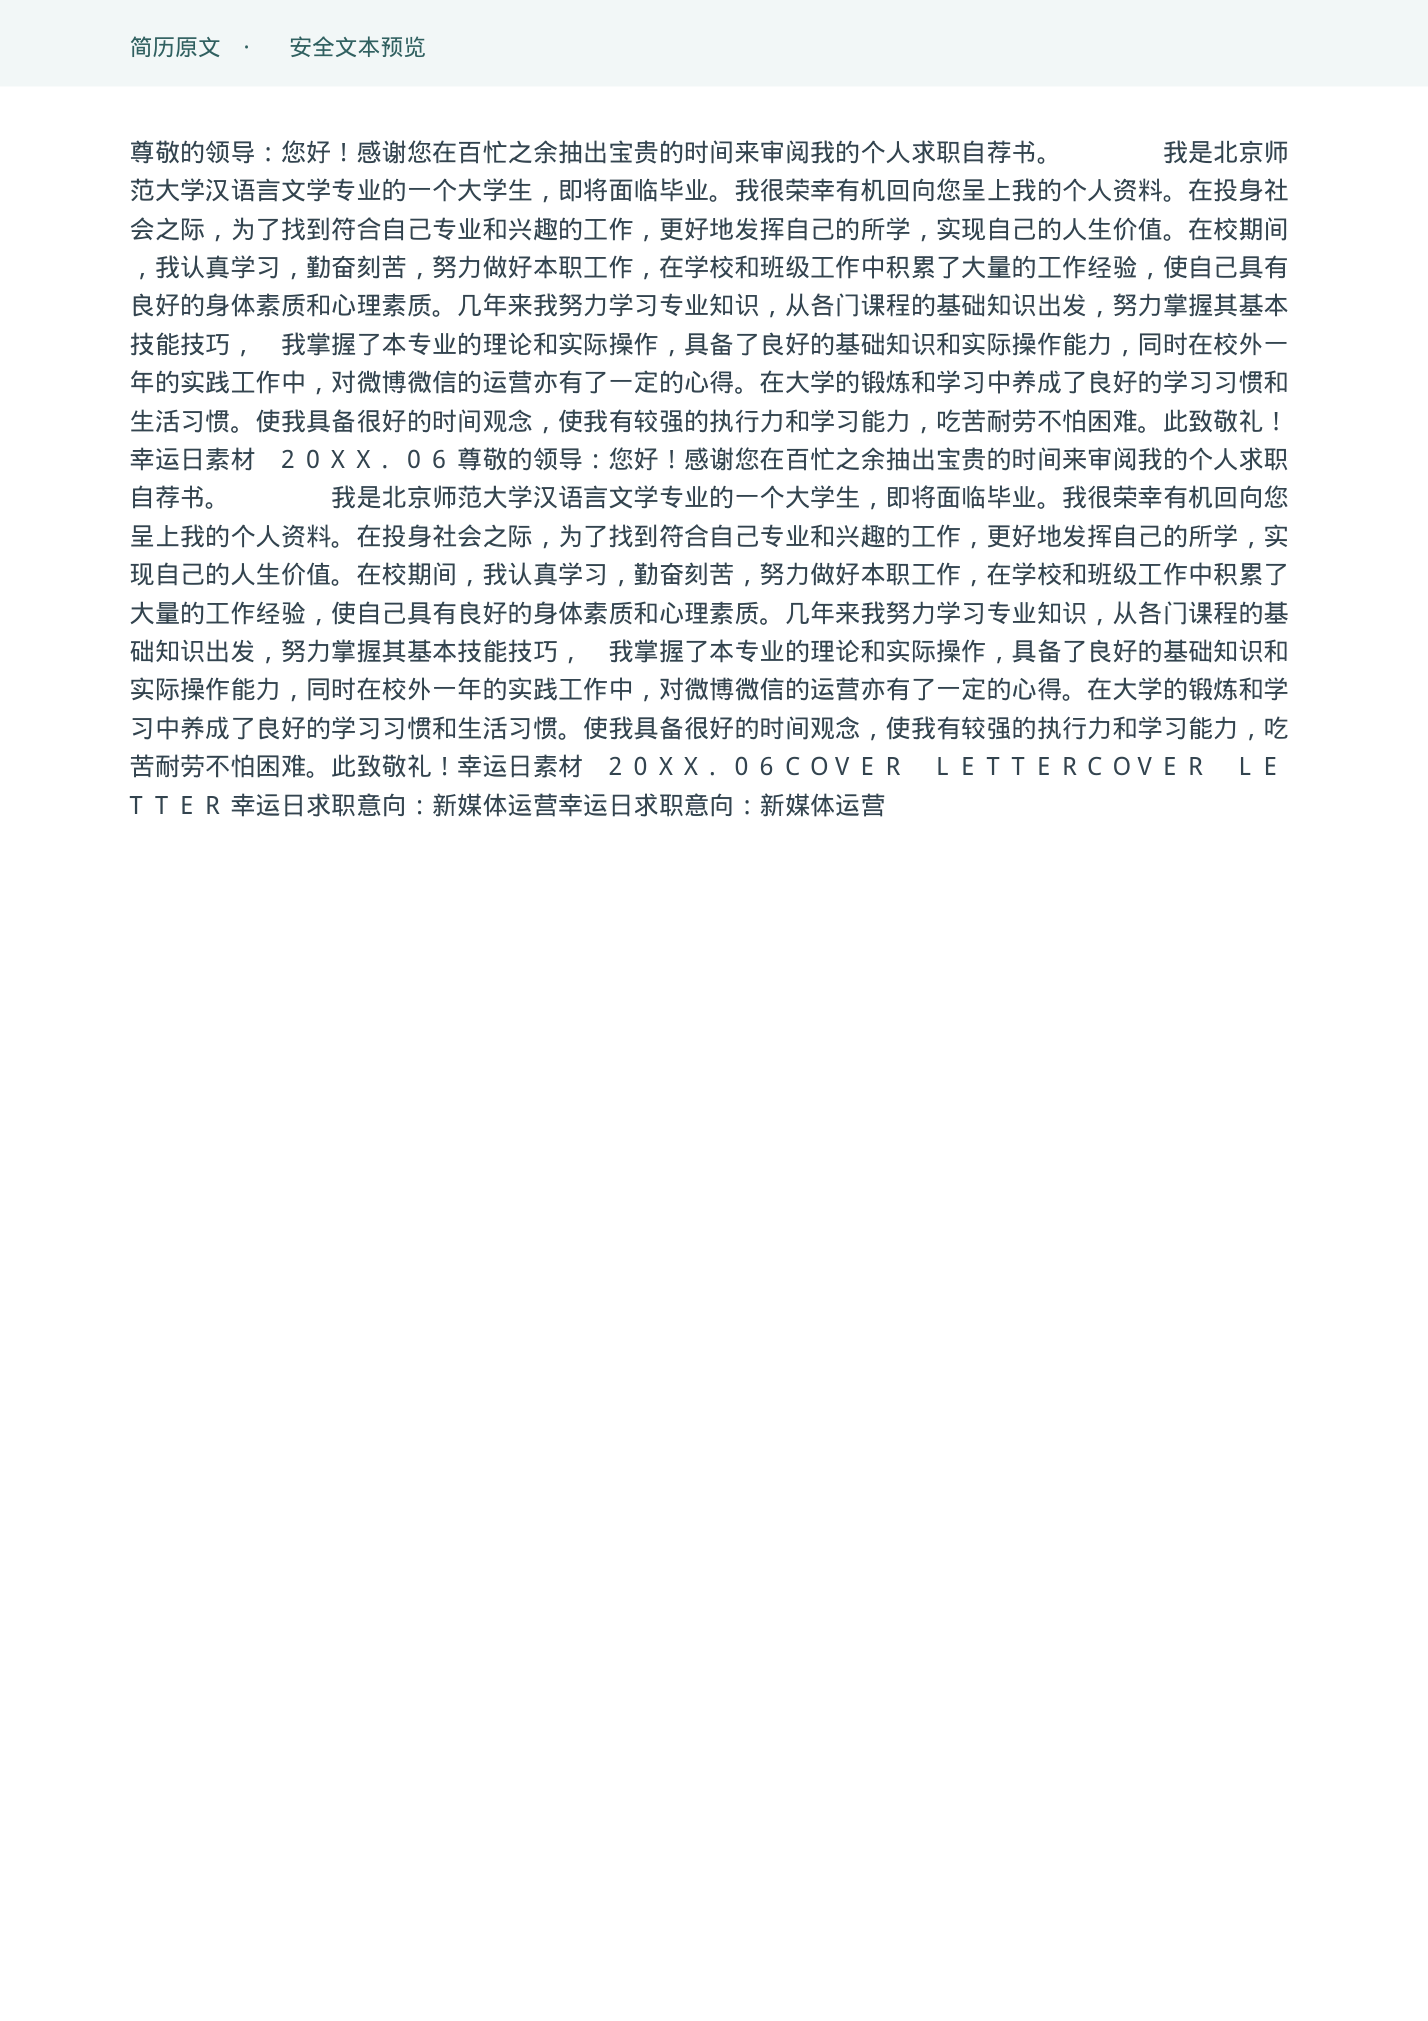 简历原文 · 安全文本预览
尊敬的领导：您好！感谢您在百忙之余抽出宝贵的时间来审阅我的个人求职自荐书。 我是北京师
范大学汉语言文学专业的一个大学生，即将面临毕业。我很荣幸有机回向您呈上我的个人资料。在投身社
会之际，为了找到符合自己专业和兴趣的工作，更好地发挥自己的所学，实现自己的人生价值。在校期间
，我认真学习，勤奋刻苦，努力做好本职工作，在学校和班级工作中积累了大量的工作经验，使自己具有
良好的身体素质和心理素质。几年来我努力学习专业知识，从各门课程的基础知识出发，努力掌握其基本
技能技巧， 我掌握了本专业的理论和实际操作，具备了良好的基础知识和实际操作能力，同时在校外一
年的实践工作中，对微博微信的运营亦有了一定的心得。在大学的锻炼和学习中养成了良好的学习习惯和
生活习惯。使我具备很好的时间观念，使我有较强的执行力和学习能力，吃苦耐劳不怕困难。此致敬礼！
幸运日素材 20XX.06尊敬的领导：您好！感谢您在百忙之余抽出宝贵的时间来审阅我的个人求职
自荐书。 我是北京师范大学汉语言文学专业的一个大学生，即将面临毕业。我很荣幸有机回向您
呈上我的个人资料。在投身社会之际，为了找到符合自己专业和兴趣的工作，更好地发挥自己的所学，实
现自己的人生价值。在校期间，我认真学习，勤奋刻苦，努力做好本职工作，在学校和班级工作中积累了
大量的工作经验，使自己具有良好的身体素质和心理素质。几年来我努力学习专业知识，从各门课程的基
础知识出发，努力掌握其基本技能技巧， 我掌握了本专业的理论和实际操作，具备了良好的基础知识和
实际操作能力，同时在校外一年的实践工作中，对微博微信的运营亦有了一定的心得。在大学的锻炼和学
习中养成了良好的学习习惯和生活习惯。使我具备很好的时间观念，使我有较强的执行力和学习能力，吃
苦耐劳不怕困难。此致敬礼！幸运日素材 20XX.06COVER LETTERCOVER LE
TTER幸运日求职意向：新媒体运营幸运日求职意向：新媒体运营